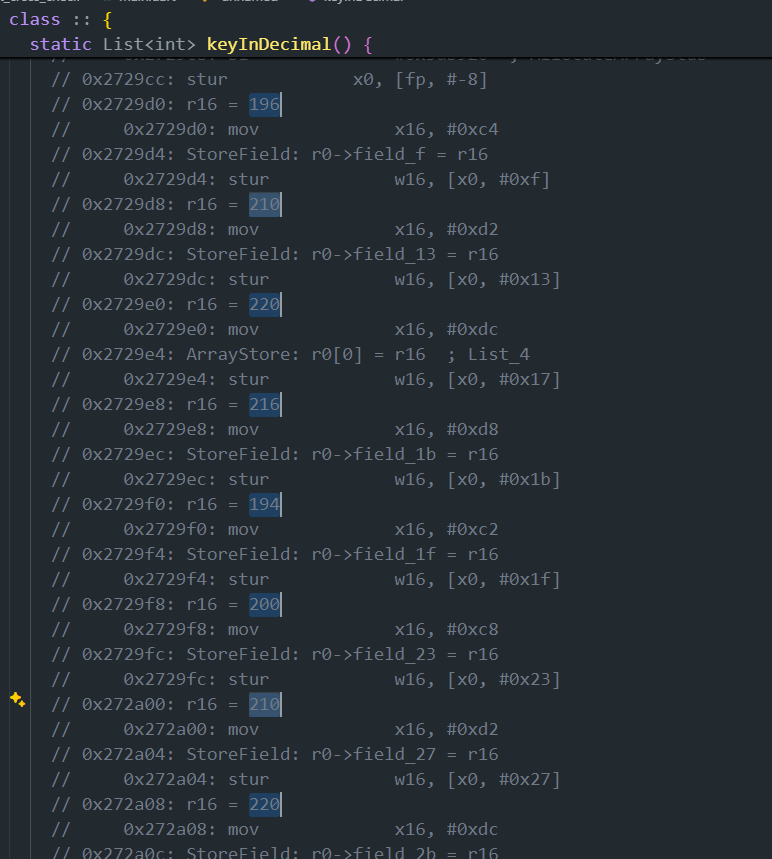 class :: {
static List<int> keyInDecimal() {
// 0x2729cc: stur x0, [fp, #-8]
// 0x2729d0: r16 = 196
// 0x2729d0: mov x16, #0xc4
// 0x2729d4: StoreField: r0->field_f = r16
// 0x2729d4: stur w16, [x0, #0xf]
// 0x2729d8: r16 = 210
// 0x2729d8: mov x16, #0xd2
// 0x2729dc: StoreField: r0->field_13 = r16
// 0x2729dc: stur w16, [x0, #0x13]
// 0x2729e0: r16 = 220
// 0x2729e0: mov x16, #0xdc
// 0x2729e4: ArrayStore: r0[0] = r16 ; List_4
// 0x2729e4: stur w16, [x0, #0x17]
// 0x2729e8: r16 = 216
// 0x2729e8: mov x16, #0xd8
// 0x2729ec: StoreField: r0->field_1b = r16
// 0x2729ec: stur w16, [x0, #0x1b]
// 0x2729f0: r16 = 194
// 0x2729f0: mov x16, #0xc2
// 0x2729f4: StoreField: r0->field_1f = r16
// 0x2729f4: stur w16, [x0, #0x1f]
// 0x2729f8: r16 = 200
// 0x2729f8: mov x16, #0xc8
// 0x2729fc: StoreField: r0->field_23 = r16
// 0x2729fc: stur w16, [x0, #0x23]
// 0x272a00: r16 = 210
// 0x272a00: mov x16, #0xd2
// 0x272a04: StoreField: r0->field_27 = r16
// 0x272a04: stur w16, [x0, #0x27]
// 0x272a08: r16 = 220
// 0x272a08: mov x16, #0xdc
// 0x272a0c: StoreField: r0->field_2b = r16